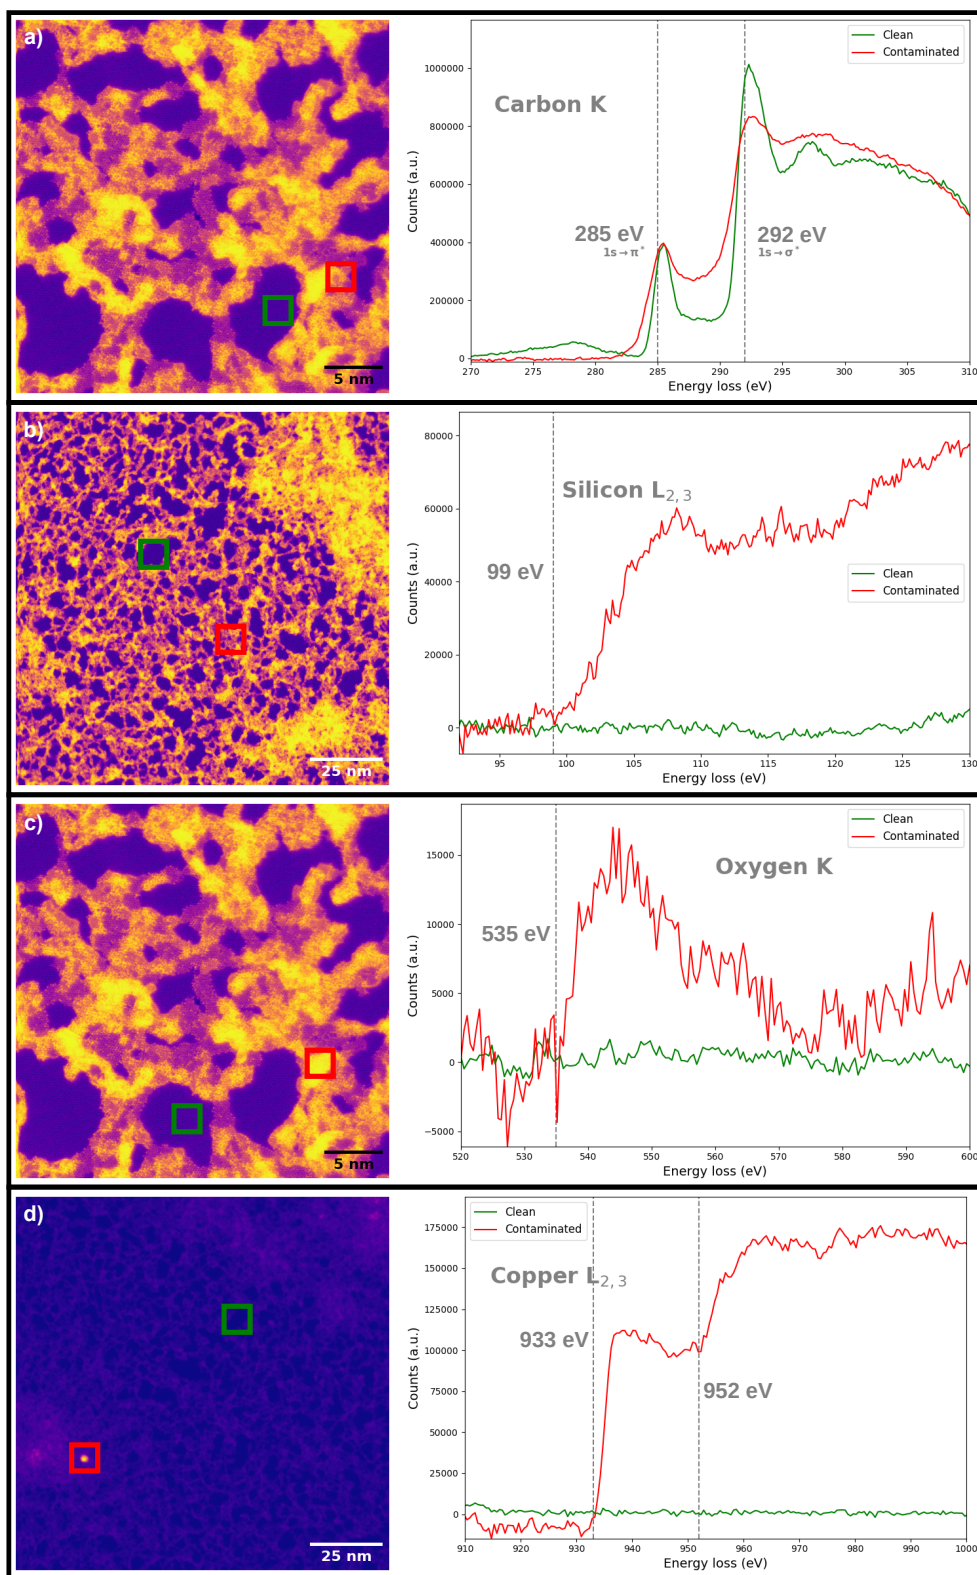 a)
5 nm
Carbon K
Clean
Contaminated
285 eV
1s→π*
292 eV
1s→σ*
Counts (a.u.)
0
200000
400000
600000
800000
1000000
270 275 280 285 290 295 300 305 310
Energy loss (eV)
b)
25 nm
Silicon L2,3
99 eV
Clean
Contaminated
Counts (a.u.)
0
20000
40000
60000
80000
95 100 105 110 115 120 125 130
Energy loss (eV)
c)
5 nm
Oxygen K
Clean
Contaminated
535 eV
Counts (a.u.)
−5000
0
5000
10000
15000
520 530 540 550 560 570 580 590 600
Energy loss (eV)
d)
25 nm
Clean
Contaminated
Copper L2,3
933 eV
952 eV
Counts (a.u.)
0
25000
50000
75000
100000
125000
150000
175000
910 920 930 940 950 960 970 980 990 1000
Energy loss (eV)